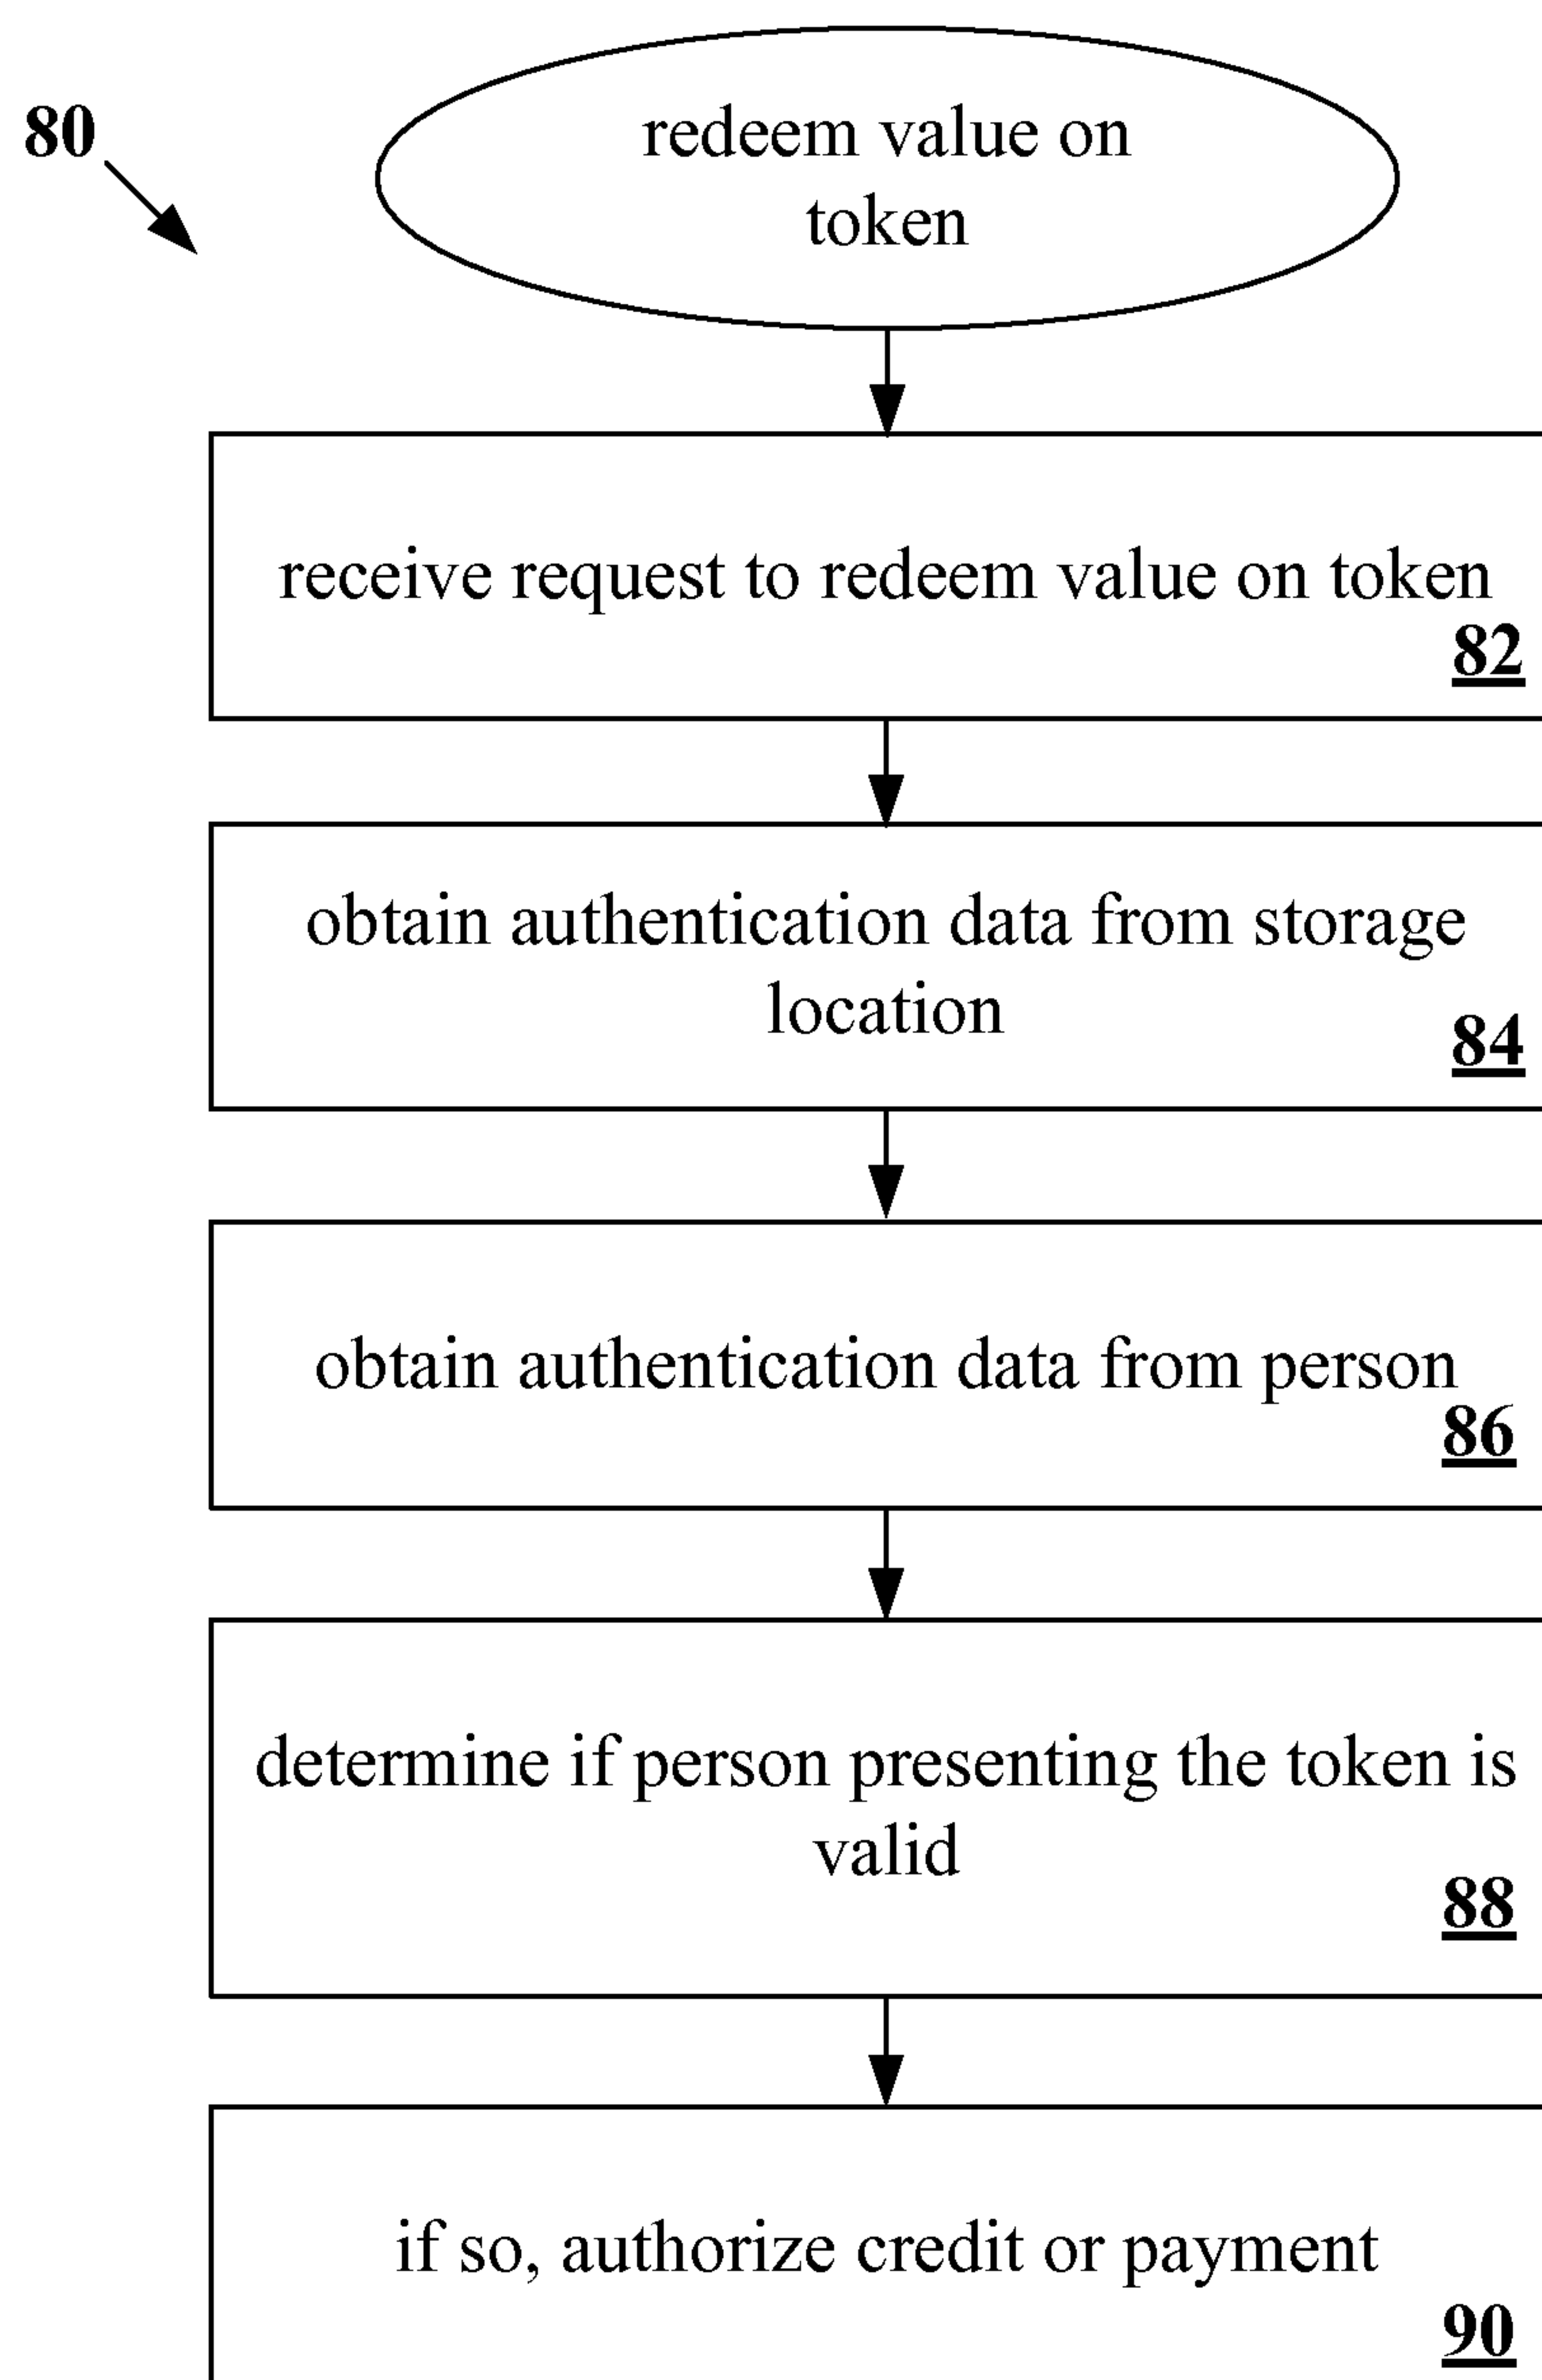 80
redeem value on
token
receive request to redeem value on token
82
obtain authentication data from storage
location
84
obtain authentication data from person
86
determine if person presenting the token is
valid
88
if so, authorize credit or payment
90